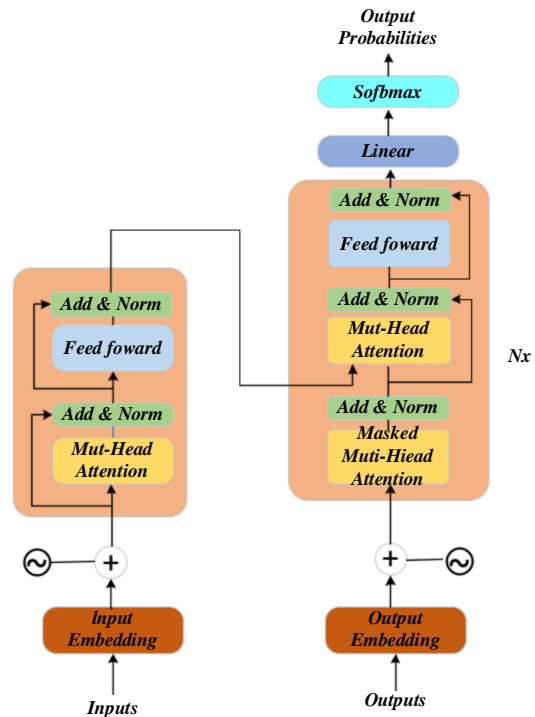 Output
Probabilities
Sofbmax
Linear
Add & Norm
Feed foward
Add & Norm
Mut-Head
Attention
Add & Norm
Masked
Muti-Hiead
Attention
Nx
Add & Norm
Feed foward
Add & Norm
Mut-Head
Attention
Input
Embedding
Inputs
Output
Embedding
Outputs